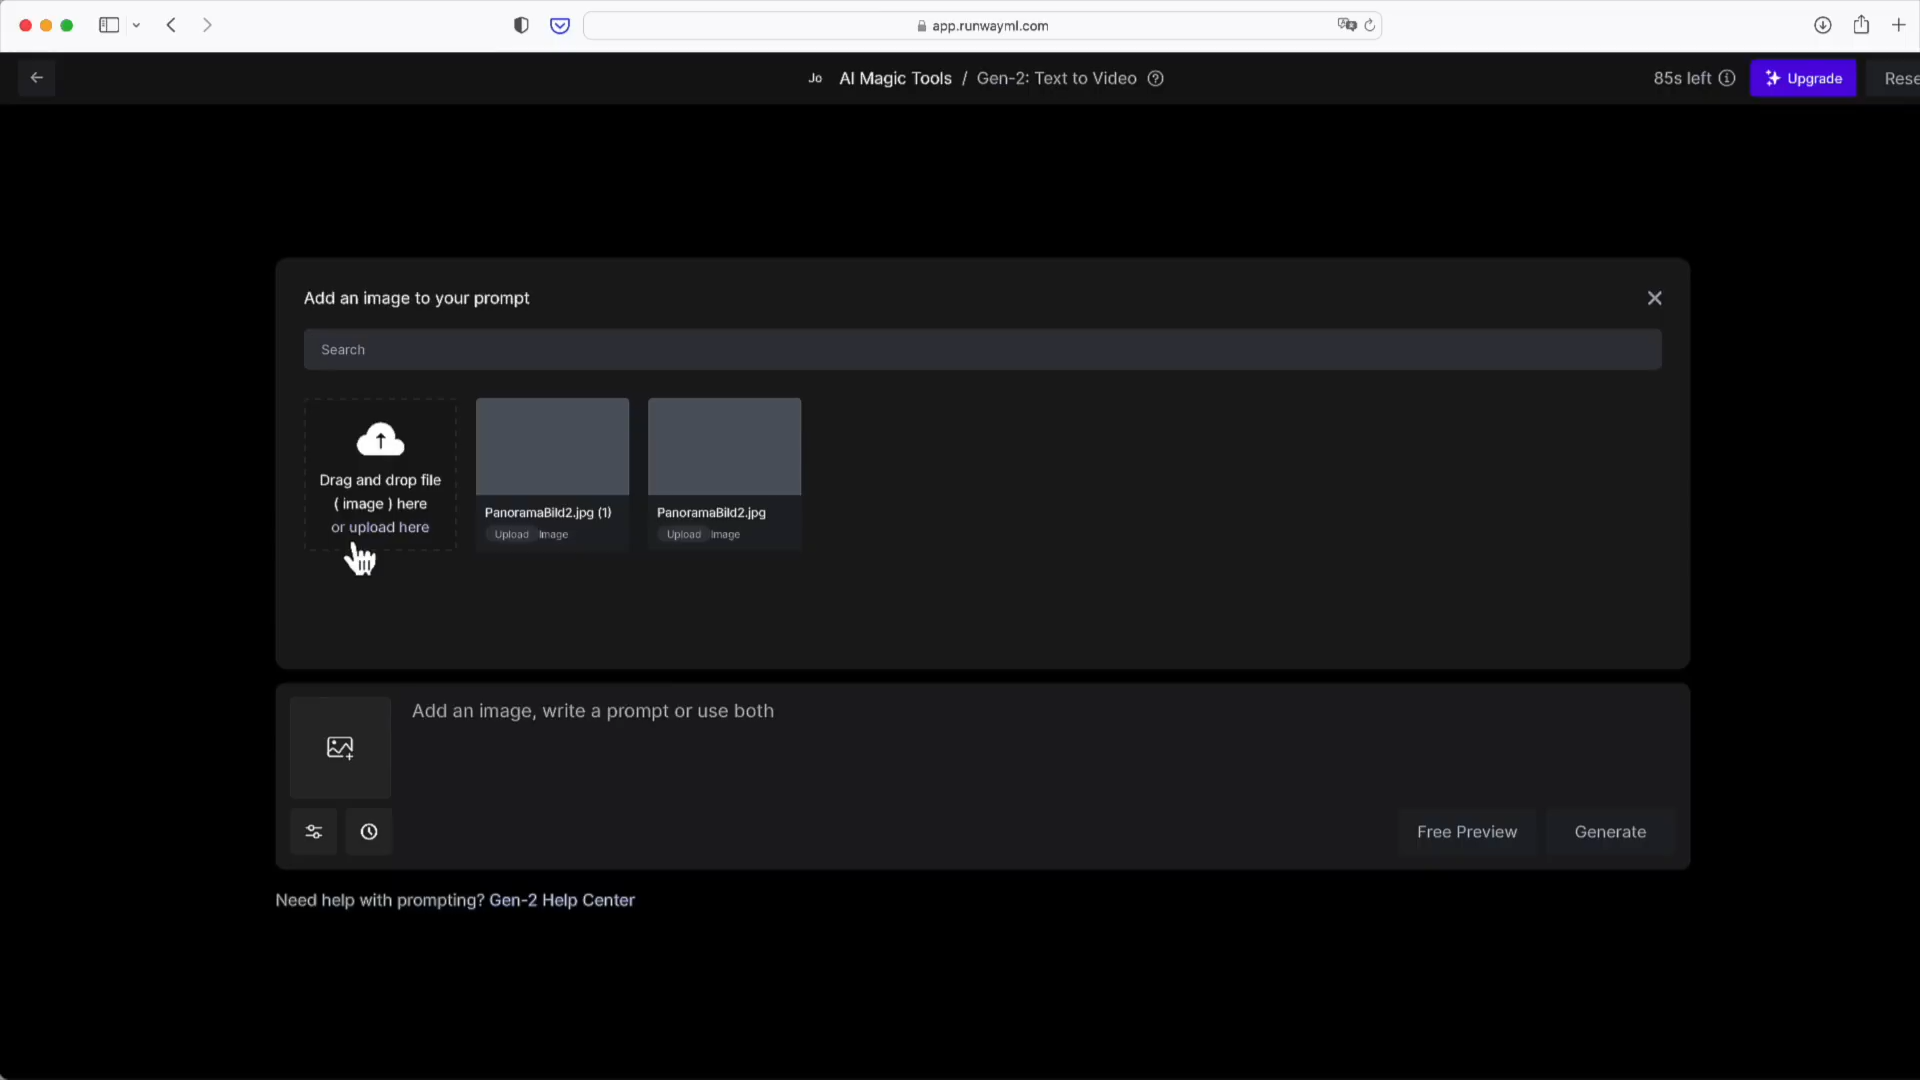 app.runwayml.com
Jo AI Magic Tools / Gen-2: Text to Video
85s left
Upgrade
Rese
Add an image to your prompt
Search
Drag and drop file
( image ) here
or upload here
PanoramaBild2.jpg (1)
Upload Image
PanoramaBild2.jpg
Upload Image
Add an image, write a prompt or use both
Free Preview
Generate
Need help with prompting? Gen-2 Help Center